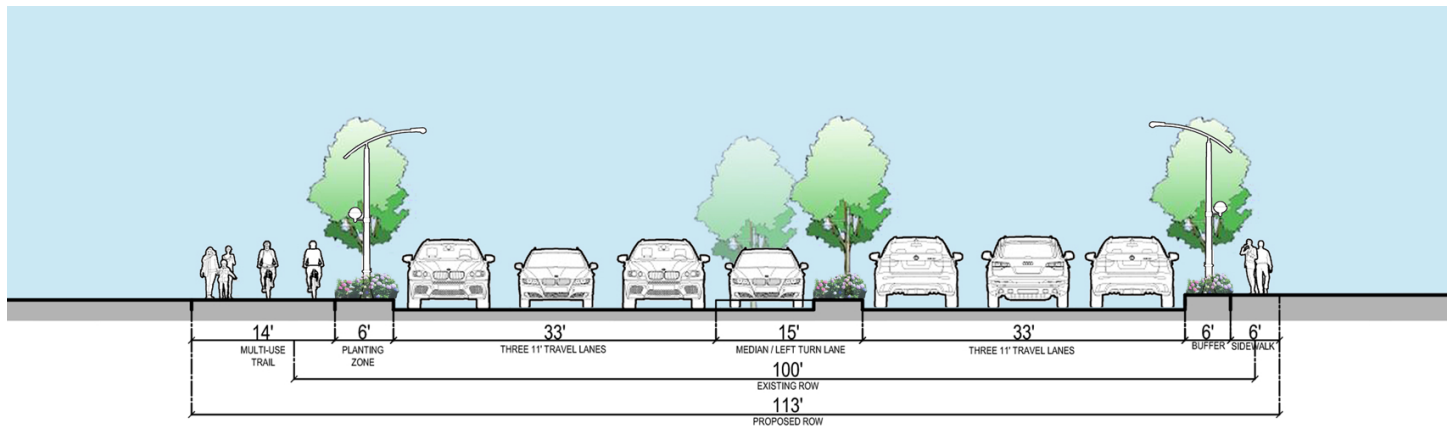 14'
MULTI-USE
TRAIL
6'
PLANTING
ZONE
33'
THREE 11' TRAVEL LANES
15'
MEDIAN / LEFT TURN LANE
33'
THREE 11' TRAVEL LANES
6'
BUFFER
6'
SIDEWALK
100'
EXISTING ROW
113'
PROPOSED ROW